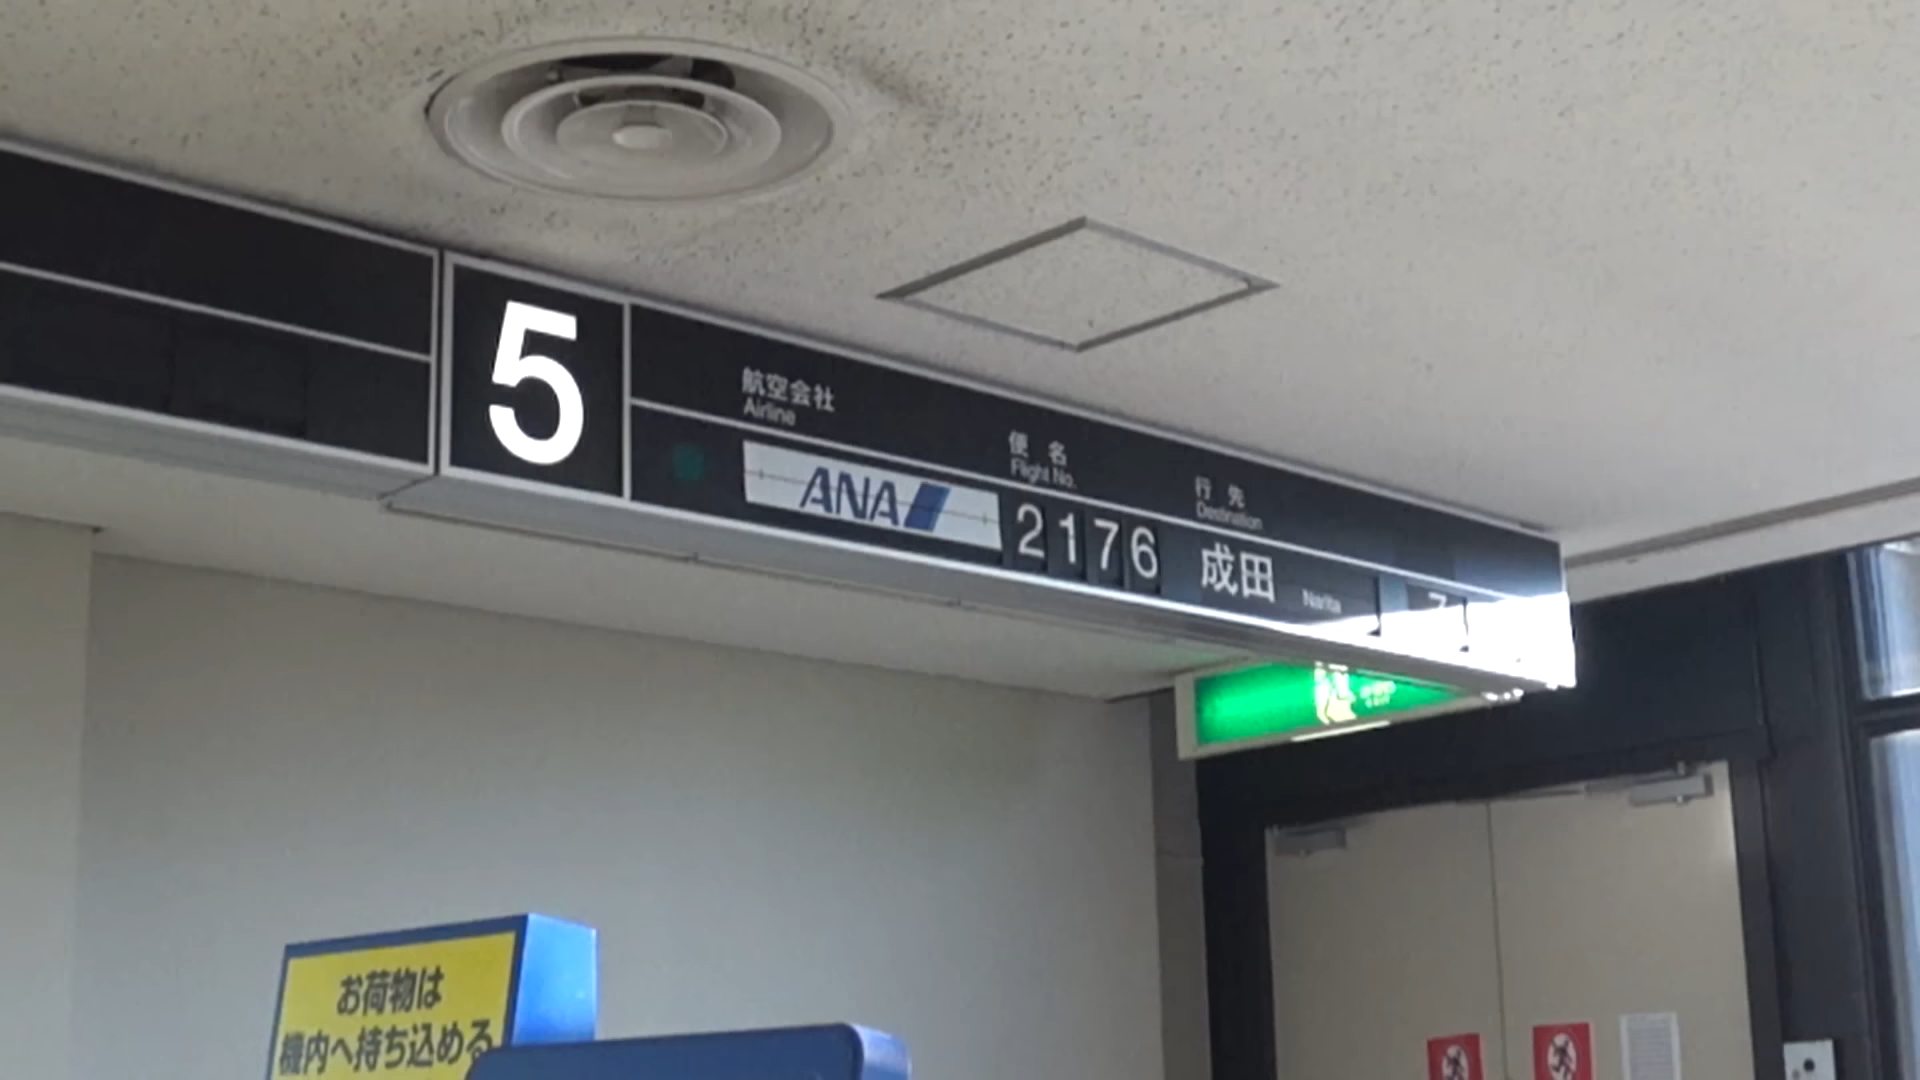 5
航空会社
Airline
便名
Flight No.
行先
Destination
ANA
2176
成田
Narita
7
お荷物は
機内へ持ち込める